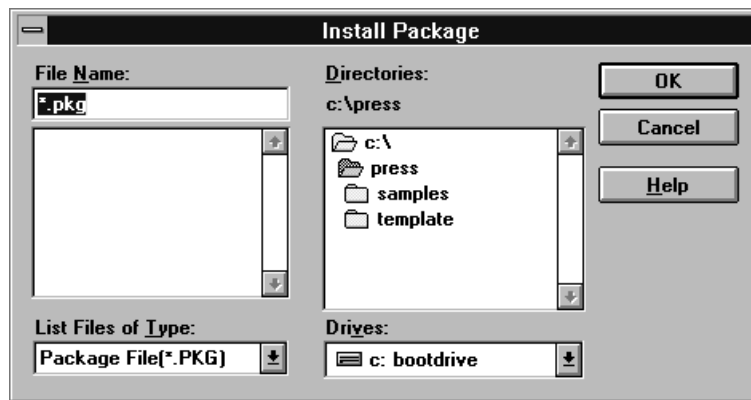 Install Package
File Name:
*.pkg
List Files of Type:
Package File(*.PKG)
Directories:
c:\press
c:\
press
samples
template
Drives:
c: bootdrive
OK
Cancel
Help